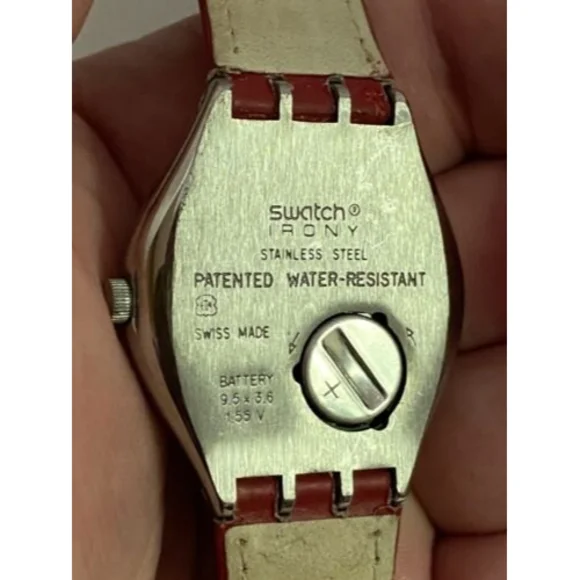 swatch®
IRONY
STAINLESS STEEL
PATENTED WATER-RESISTANT
SWISS MADE
BATTERY
9.5 x 3.6
1.55 V
+